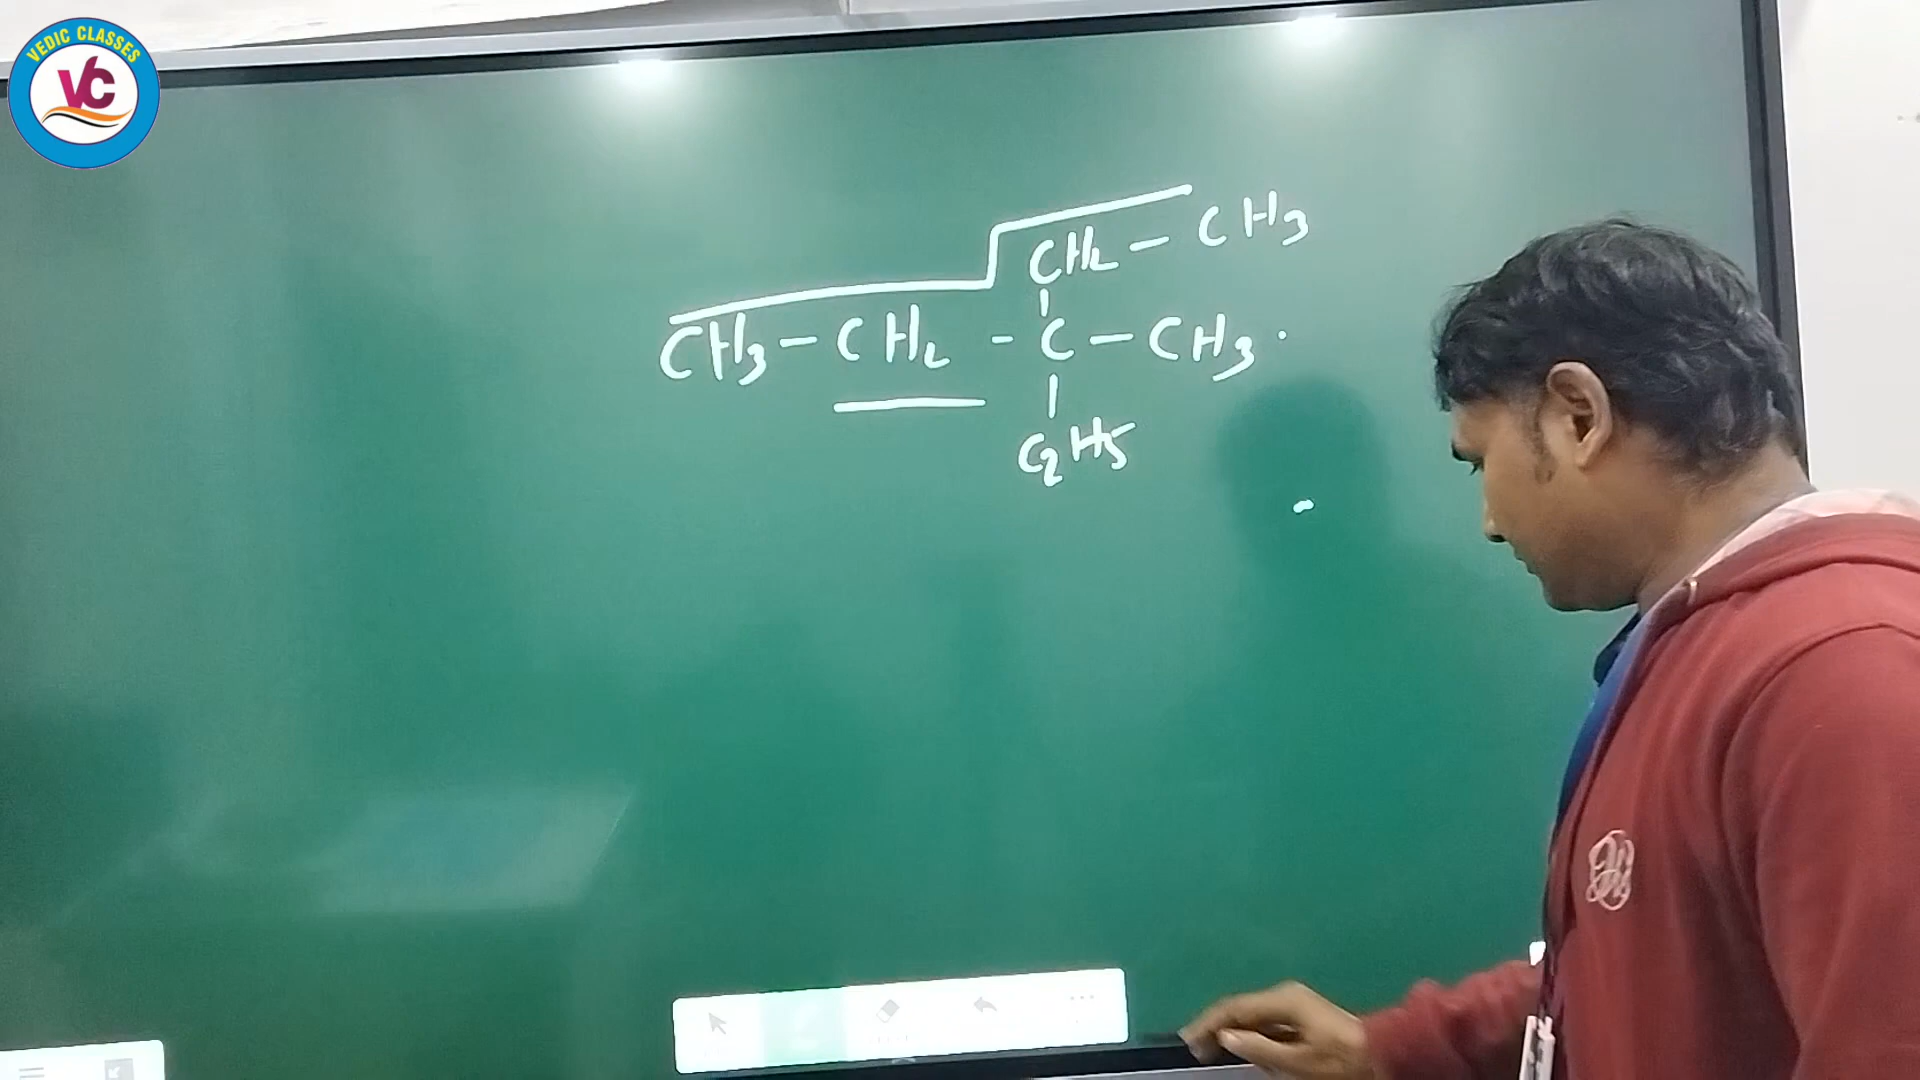 VEDIC CLASSES
VC
CH2 - CH3
CH3 - CH2 - C - CH3.
C2H5